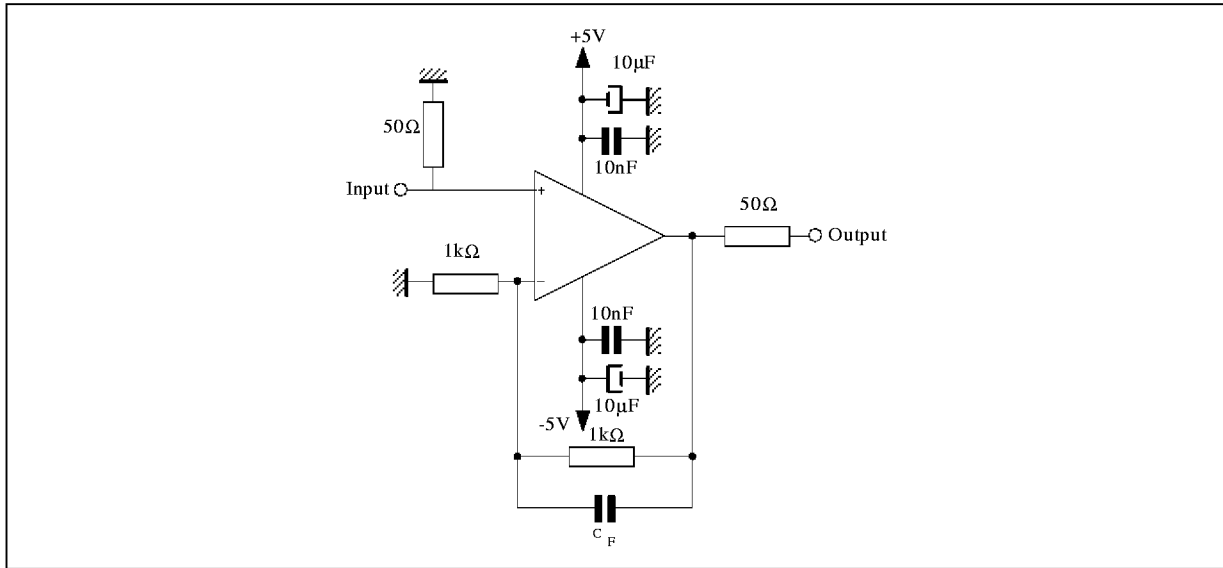 +5V
10µF
50Ω
10nF
Input
+
50Ω
Output
1kΩ
−
10nF
10µF
-5V
1kΩ
C F